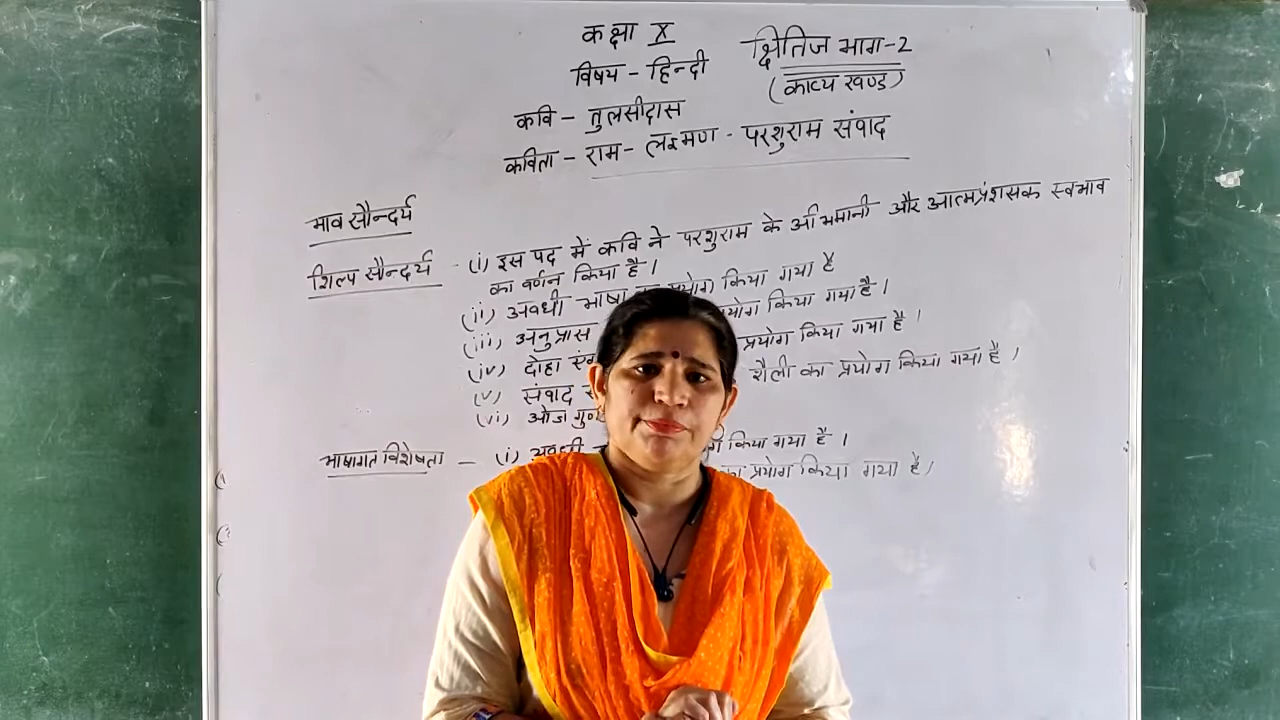 कक्षा X
क्षितिज भाग-2
विषय - हिन्दी
(काव्य खण्ड)
कवि - तुलसीदास
कविता - राम - लक्ष्मण - परशुराम संवाद
भाव सौन्दर्य
शिल्प सौन्दर्य - (i) इस पद में कवि ने परशुराम के अभिमानी और आत्मप्रंशसक स्वभाव
का वर्णन किया है।
(ii) अवधी भाषा का प्रयोग किया गया है
(iii) अनुप्रास प्रयोग किया गया है।
(iv) दोहा प्रयोग किया गया है।
(v) संवाद शैली का प्रयोग किया गया है।
(vi) ओज गुण
भाषागत विशेषता - (i) अवधी किया गया है।
का प्रयोग किया गया है।